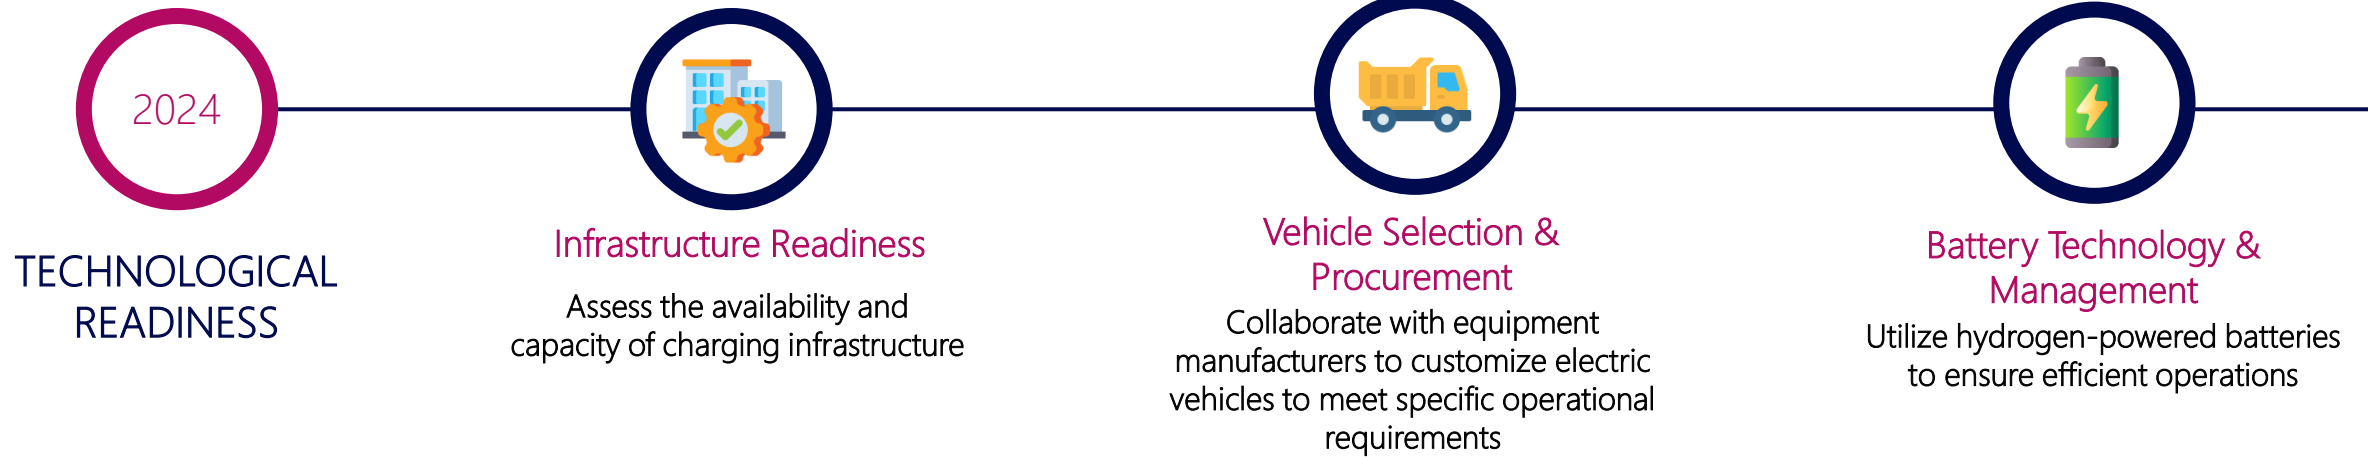 2024
TECHNOLOGICAL
READINESS
Infrastructure Readiness
Assess the availability and
capacity of charging infrastructure
Vehicle Selection &
Procurement
Collaborate with equipment
manufacturers to customize electric
vehicles to meet specific operational
requirements
Battery Technology &
Management
Utilize hydrogen-powered batteries
to ensure efficient operations